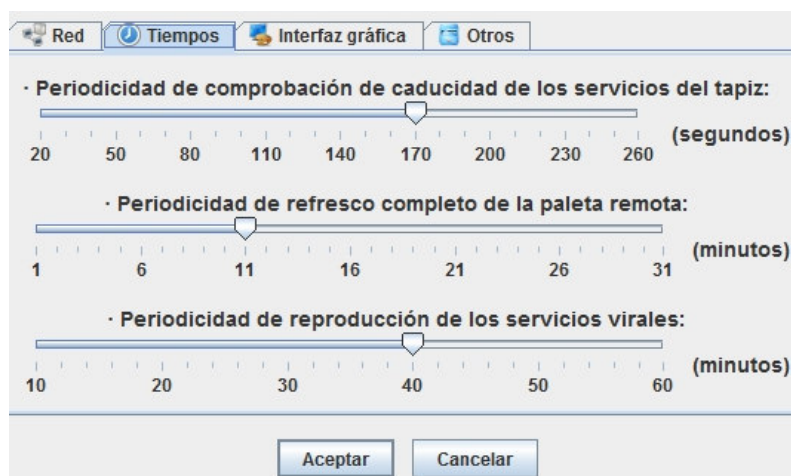 Red Tiempos Interfaz gráfica Otros
· Periodicidad de comprobación de caducidad de los servicios del tapiz:
(segundos)
20 50 80 110 140 170 200 230 260
· Periodicidad de refresco completo de la paleta remota:
(minutos)
1 6 11 16 21 26 31
· Periodicidad de reproducción de los servicios virales:
(minutos)
10 20 30 40 50 60
Aceptar Cancelar